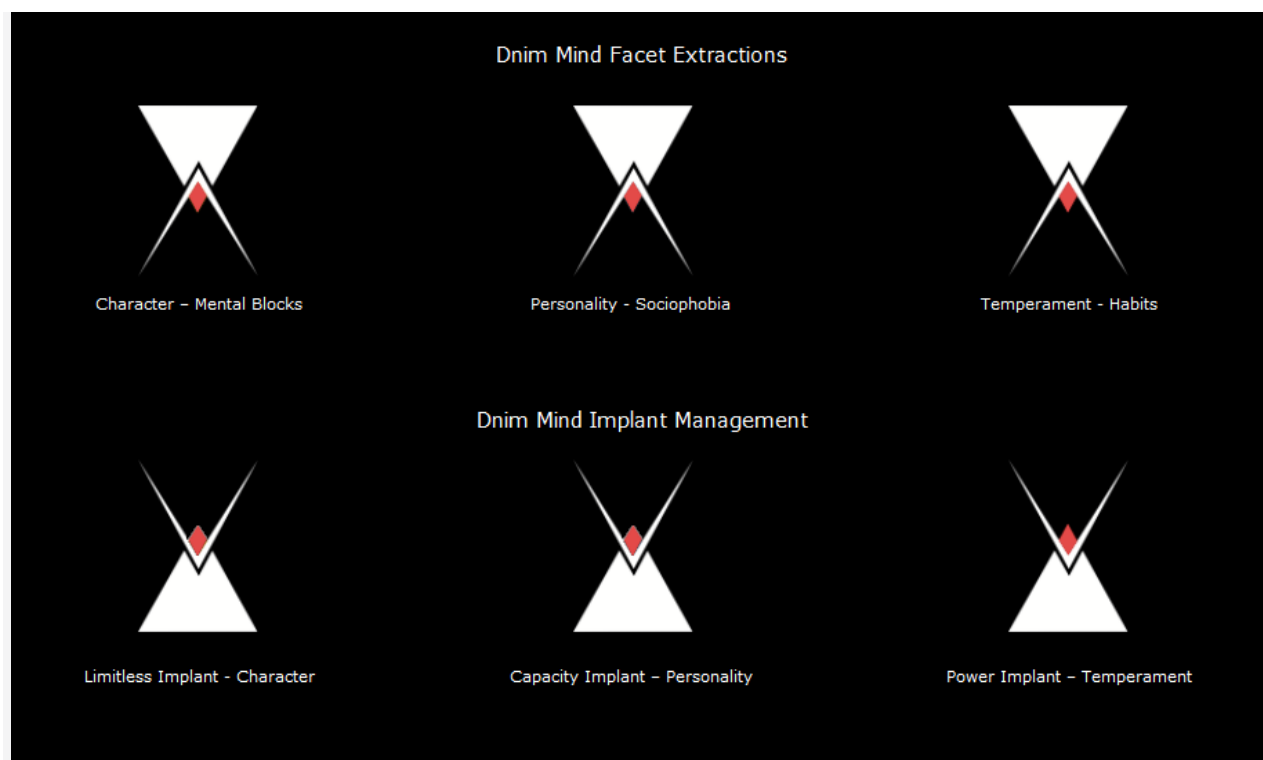 Dnim Mind Facet Extractions
Character – Mental Blocks
Personality - Sociophobia
Temperament - Habits
Dnim Mind Implant Management
Limitless Implant - Character
Capacity Implant – Personality
Power Implant – Temperament